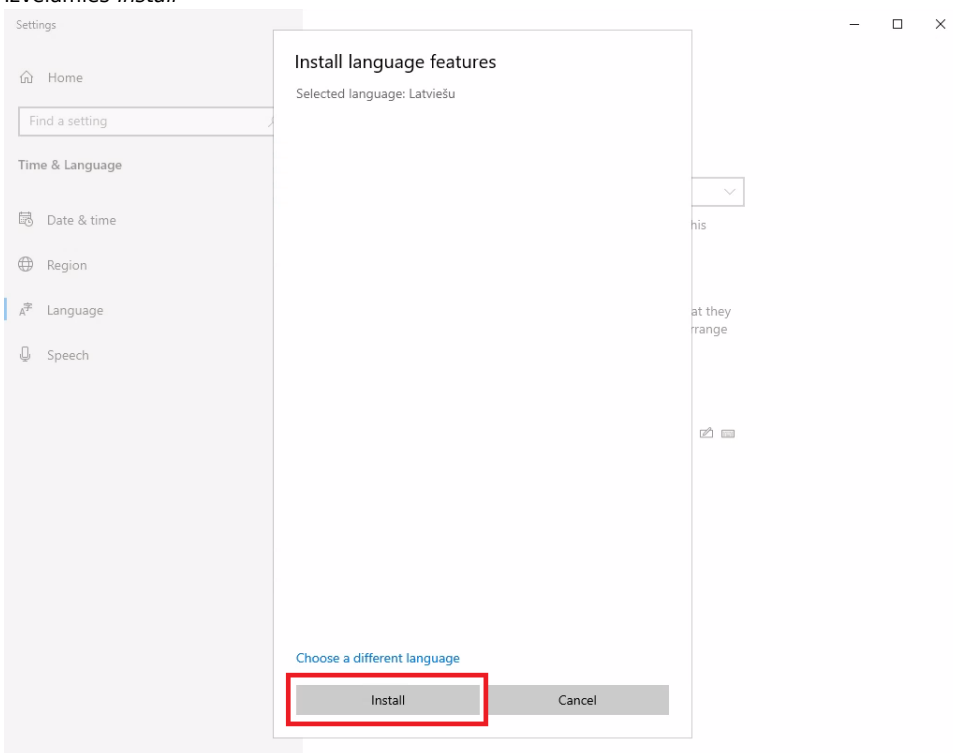 Settings
Install language features
Home
Selected language: Latviešu
Find a setting
Time & Language
Date & time
his
Region
Language
at they
rrange
Speech
Choose a different language
Install
Cancel